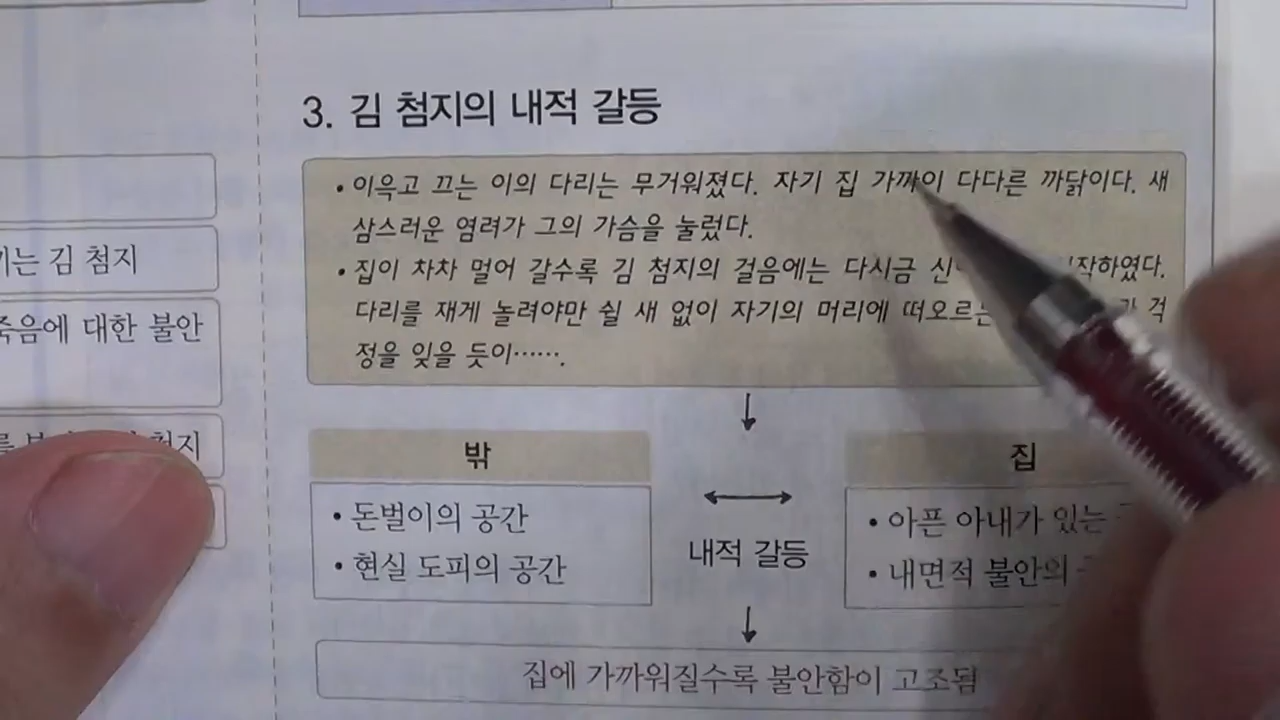 3. 김 첨지의 내적 갈등
• 이윽고 끄는 이의 다리는 무거워졌다. 자기 집 가까이 다다른 까닭이다. 새
삼스러운 염려가 그의 가슴을 눌렀다.
• 집이 차차 멀어 갈수록 김 첨지의 걸음에는 다시금
다리를 재게 놀려야만 쉴 새 없이 자기의 머리에 떠오르는 걱
정을 잊을 듯이…….
밖
집
• 돈벌이의 공간
• 현실 도피의 공간
내적 갈등
• 아픈 아내가 있는
• 내면적 불안의
집에 가까워질수록 불안함이 고조됨
김 첨지
대한 불안